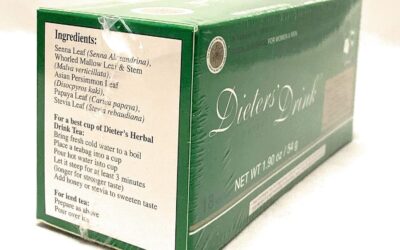 Ingredients:
Senna Leaf (Senna Alexandrina),
Whorled Mallow Leaf & Stem
(Malva verticillata),
Asian Persimmon Leaf
(Diospyros kaki),
Papaya Leaf (Carica papaya),
Stevia Leaf (Stevia rebaudiana)
For a best cup of Dieter's Herbal
Drink Tea:
Bring fresh cold water to a boil
Place a teabag into a cup
Pour hot water into cup
Let it steep for at least 3 minutes
(longer for stronger taste)
Add honey or stevia to sweeten taste
For iced tea:
Prepare as above
Pour over ice
FOR WOMEN & MEN
Dieters' Drink
NET WT 1.90 oz / 54 g
18